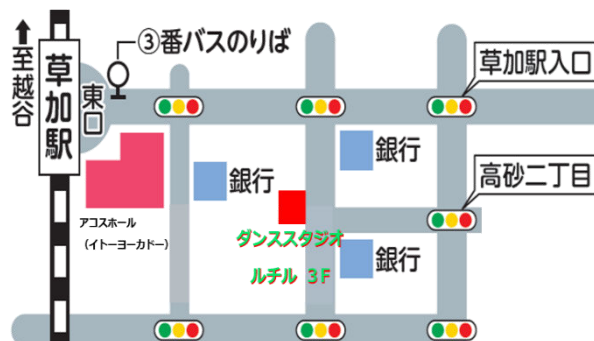 ③番バスのりば
至越谷
草加駅
東口
草加駅入口
銀行
銀行
高砂二丁目
アコスホール
（イトーヨーカドー）
ダンススタジオ
ルチル 3F
銀行